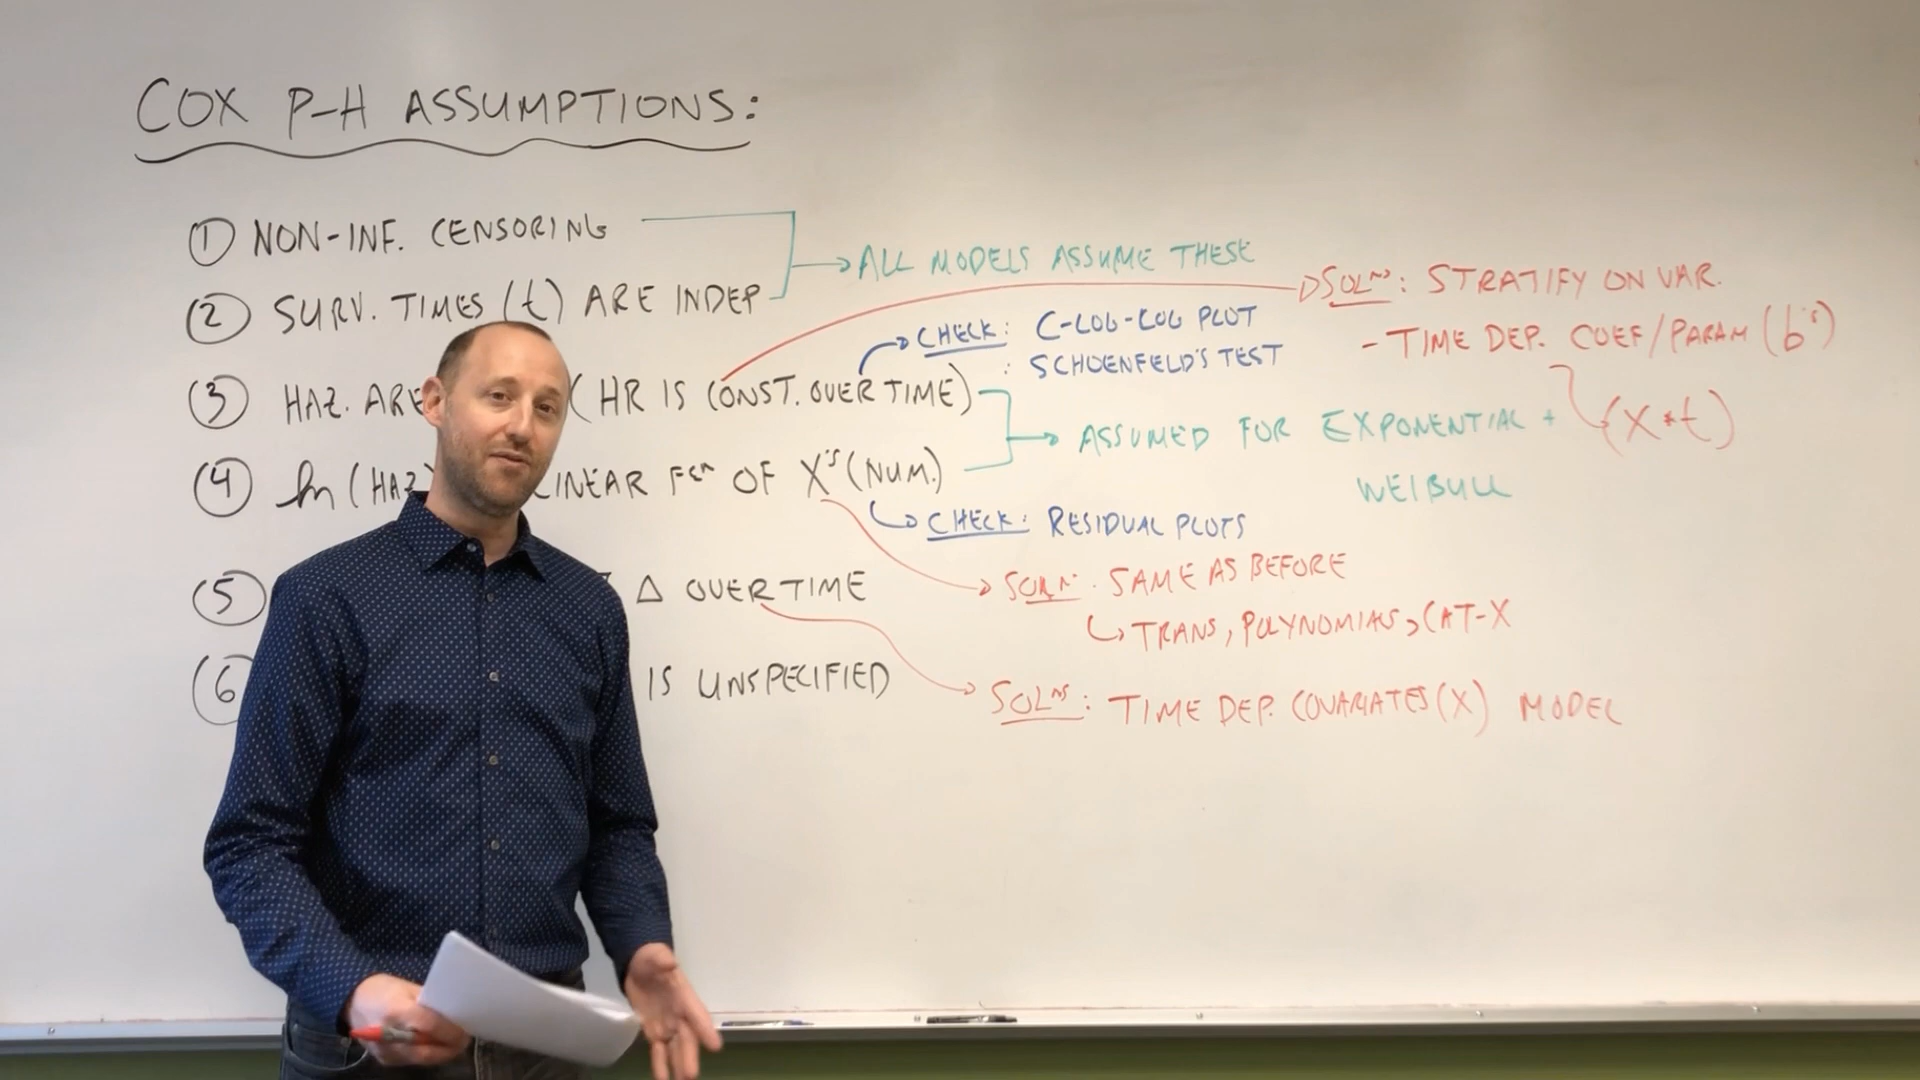 COX P-H ASSUMPTIONS:
① NON-INF. CENSORING
② SURV. TIMES (t) ARE INDEP
→ ALL MODELS ASSUME THESE
③ HAZ. ARE (HR IS CONST. OVER TIME)
CHECK: C-LOG-LOG PLOT
: SCHOENFELD'S TEST
SOLᴺˢ: STRATIFY ON VAR.
- TIME DEP. COEF/PARAM (b's)
(X*t)
④ ln (HAZ) LINEAR Fᶜⁿ OF X'S (NUM.)
→ ASSUMED FOR EXPONENTIAL +
WEIBULL
CHECK: RESIDUAL PLOTS
SOLᴺ: SAME AS BEFORE
↳ TRANS, POLYNOMIALS, CAT-X
⑤ Δ OVER TIME
⑥ IS UNSPECIFIED
SOLᴺˢ: TIME DEP. COVARIATES (X) MODEL